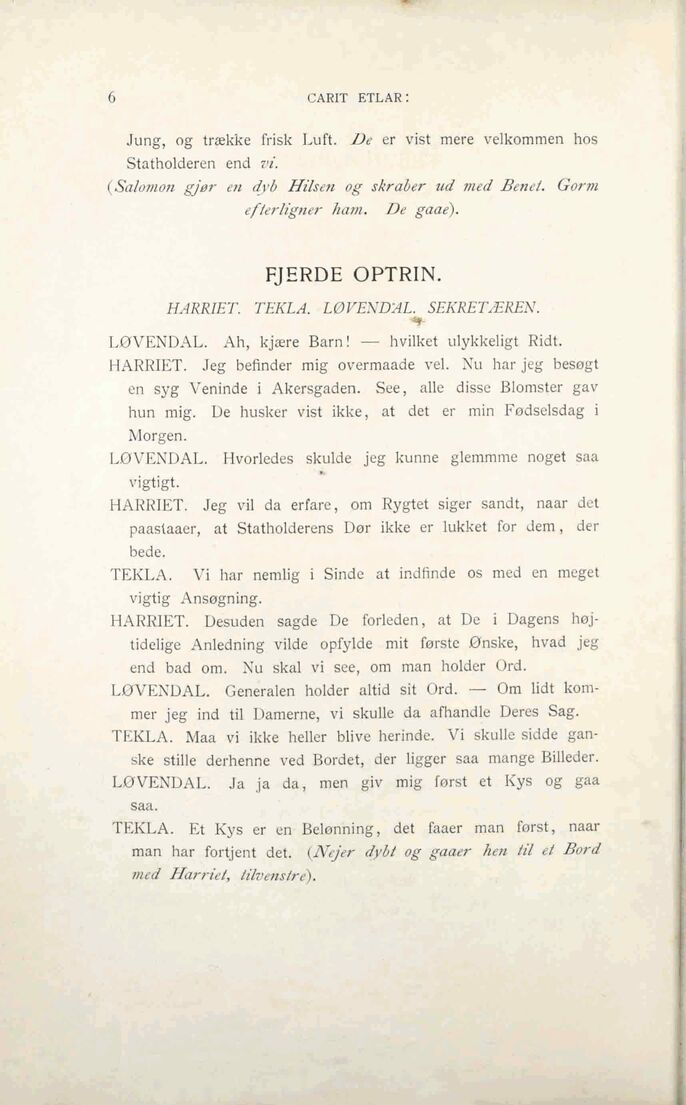 6 CARIT ETLAR:
Jung, og trække frisk Luft. De er vist mere velkommen hos
Statholderen end vi.
(Salomon gjør en dyb Hilsen og skraber ud med Benet. Gorm
efterligner ham. De gaae).
FJERDE OPTRIN.
HARRIET. TEKLA. LØVENDAL. SEKRETÆREN.
LØVENDAL. Ah, kjære Barn! — hvilket ulykkeligt Ridt.
HARRIET. Jeg befinder mig overmaade vel. Nu har jeg besøgt
en syg Veninde i Akersgaden. See, alle disse Blomster gav
hun mig. De husker vist ikke, at det er min Fødselsdag i
Morgen.
LØVENDAL. Hvorledes skulde jeg kunne glemmme noget saa
vigtigt.
HARRIET. Jeg vil da erfare, om Rygtet siger sandt, naar det
paastaaer, at Statholderens Dør ikke er lukket for dem, der
bede.
TEKLA. Vi har nemlig i Sinde at indfinde os med en meget
vigtig Ansøgning.
HARRIET. Desuden sagde De forleden, at De i Dagens høj-
tidelige Anledning vilde opfylde mit første Ønske, hvad jeg
end bad om. Nu skal vi see, om man holder Ord.
LØVENDAL. Generalen holder altid sit Ord. — Om lidt kom-
mer jeg ind til Damerne, vi skulle da afhandle Deres Sag.
TEKLA. Maa vi ikke heller blive herinde. Vi skulle sidde gan-
ske stille derhenne ved Bordet, der ligger saa mange Billeder.
LØVENDAL. Ja ja da, men giv mig først et Kys og gaa
saa.
TEKLA. Et Kys er en Belønning, det faaer man først, naar
man har fortjent det. (Nejer dybt og gaaer hen til et Bord
med Harriet, tilvenstre).